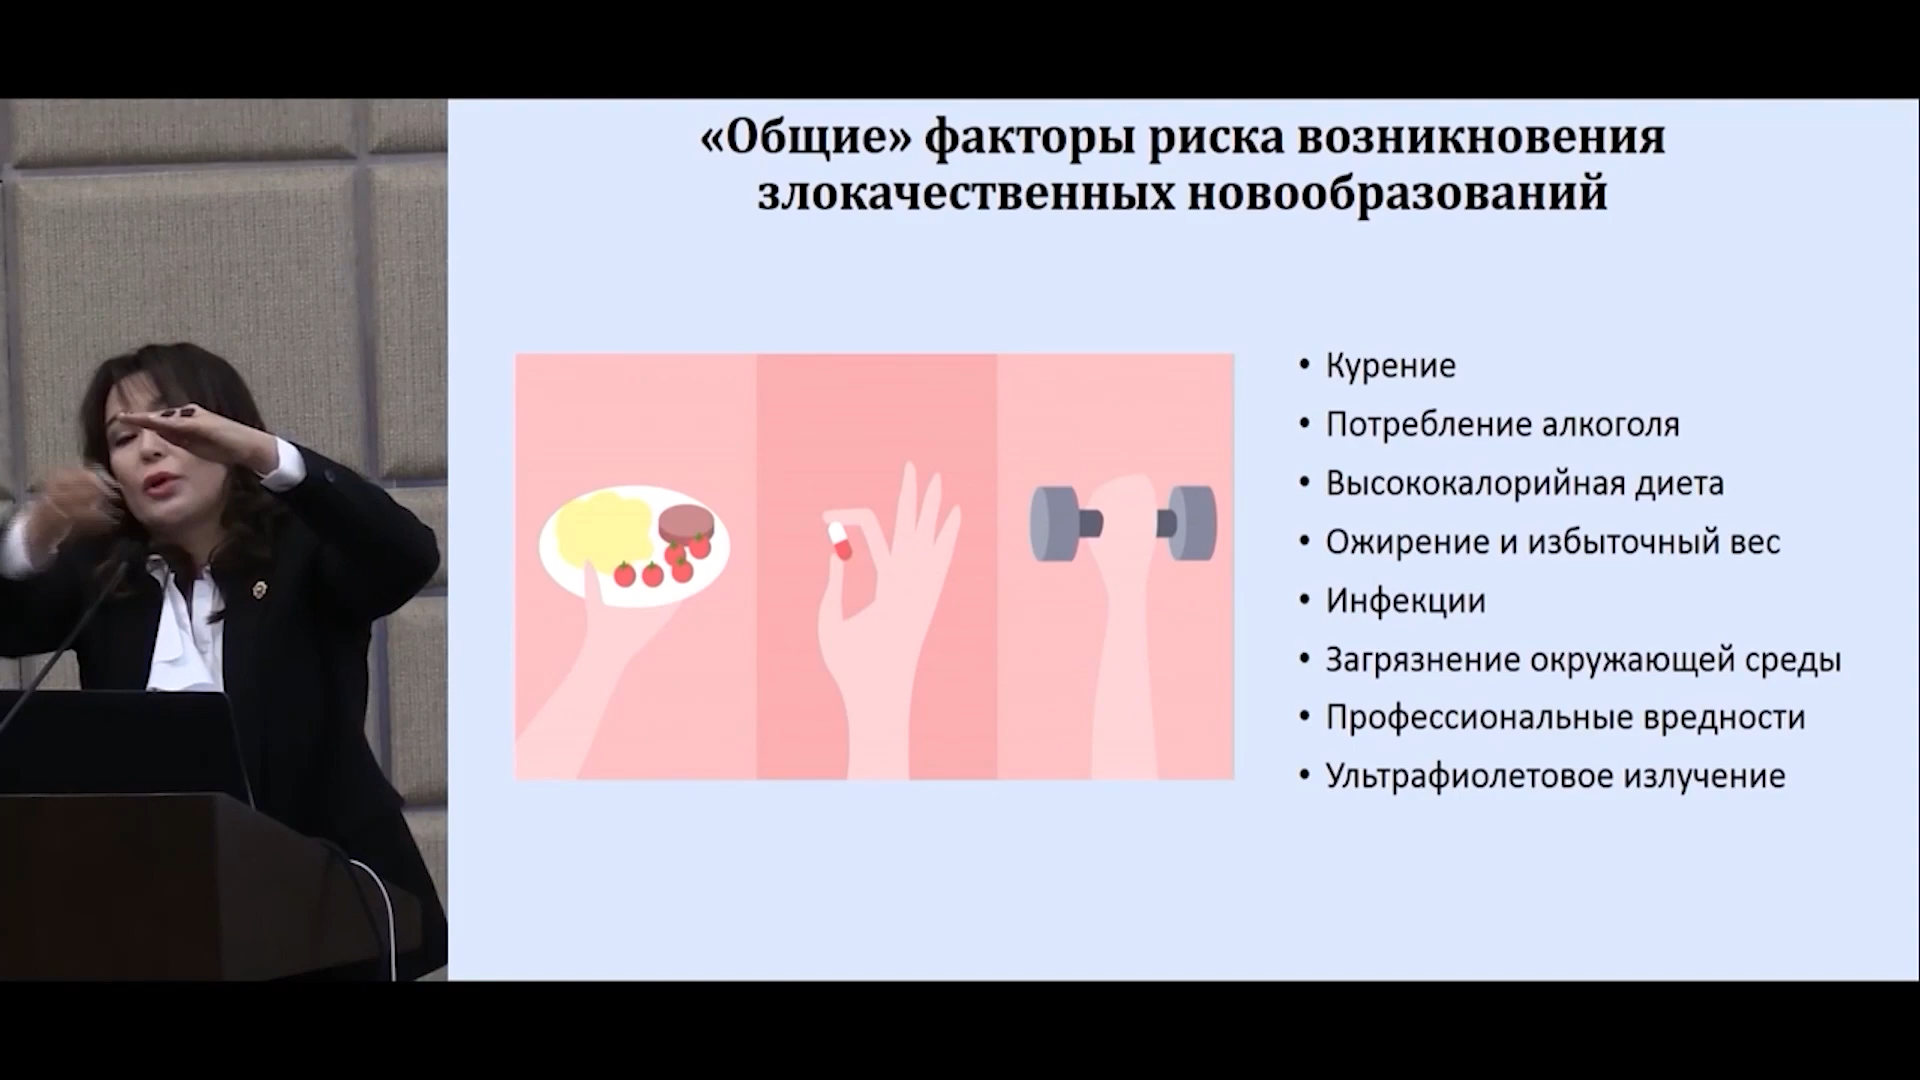 «Общие» факторы риска возникновения
злокачественных новообразований
• Курение
• Потребление алкоголя
• Высококалорийная диета
• Ожирение и избыточный вес
• Инфекции
• Загрязнение окружающей среды
• Профессиональные вредности
• Ультрафиолетовое излучение